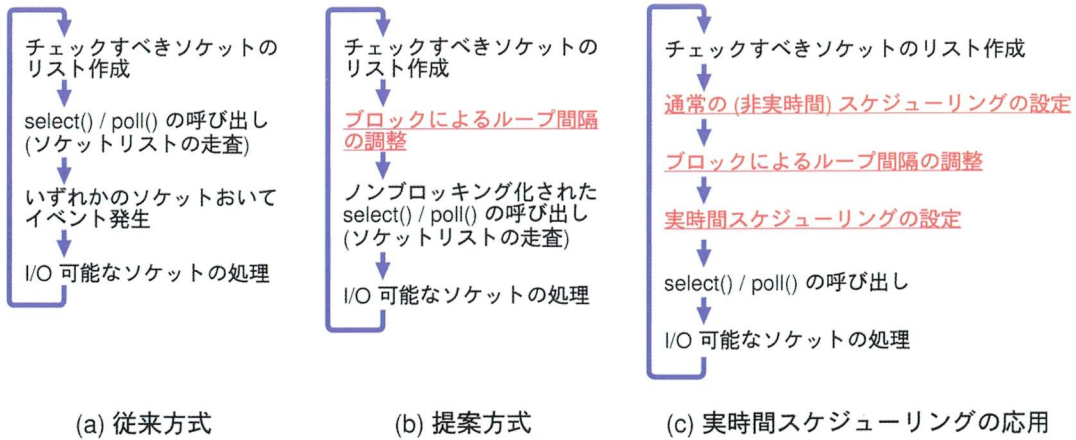 チェックすべきソケットの
リスト作成
select() / poll() の呼び出し
(ソケットリストの走査)
いずれかのソケットおいて
イベント発生
I/O 可能なソケットの処理
(a) 従来方式
チェックすべきソケットの
リスト作成
ブロックによるループ間隔
の調整
ノンブロッキング化された
select() / poll() の呼び出し
(ソケットリストの走査)
I/O 可能なソケットの処理
(b) 提案方式
チェックすべきソケットのリスト作成
通常の (非実時間) スケジューリングの設定
ブロックによるループ間隔の調整
実時間スケジューリングの設定
select() / poll() の呼び出し
I/O 可能なソケットの処理
(c) 実時間スケジューリングの応用